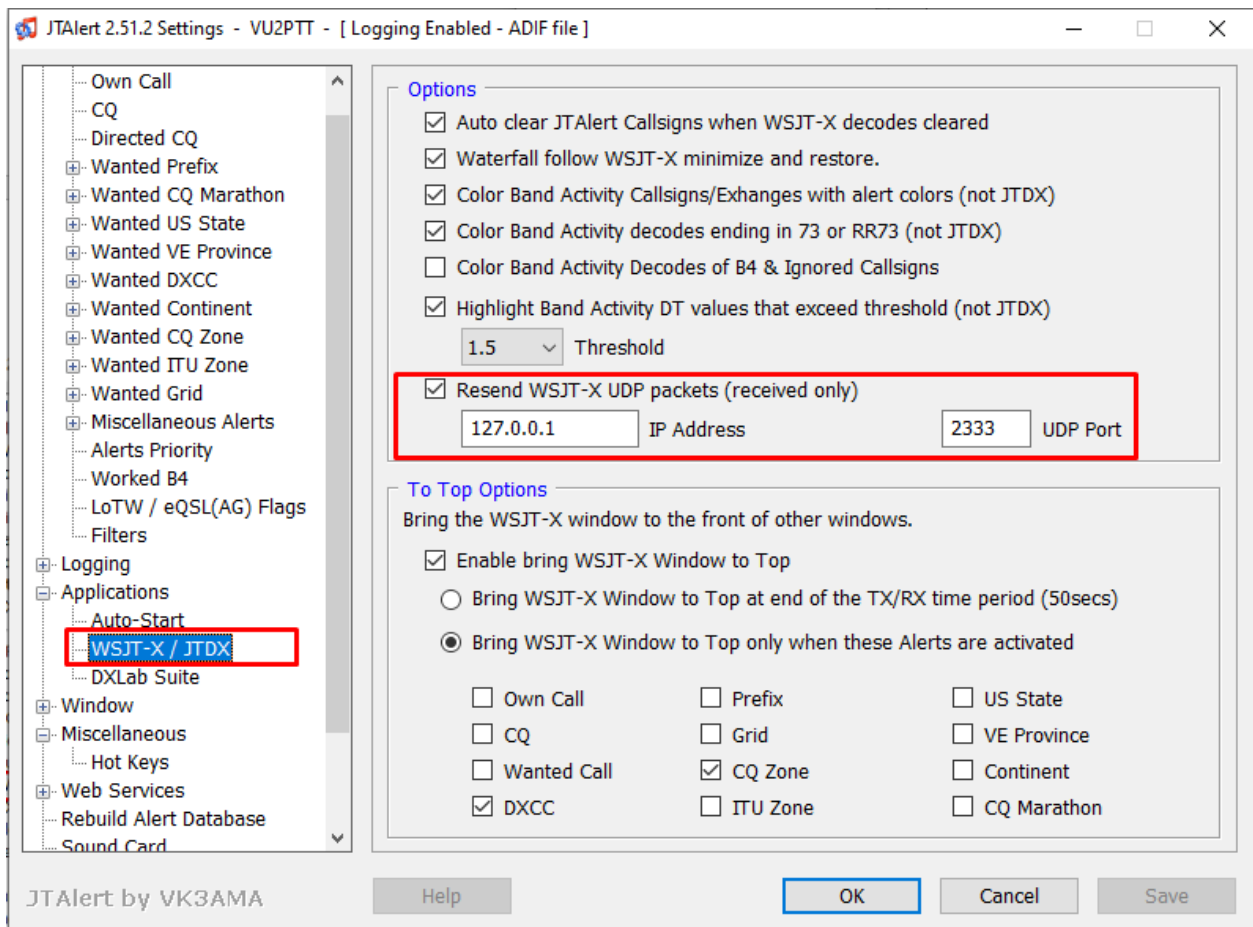 JTAlert 2.51.2 Settings - VU2PTT - [ Logging Enabled - ADIF file ]
Own Call
CQ
Directed CQ
Wanted Prefix
Wanted CQ Marathon
Wanted US State
Wanted VE Province
Wanted DXCC
Wanted Continent
Wanted CQ Zone
Wanted ITU Zone
Wanted Grid
Miscellaneous Alerts
Alerts Priority
Worked B4
LoTW / eQSL(AG) Flags
Filters
Logging
Applications
Auto-Start
WSJT-X / JTDX
DXLab Suite
Window
Miscellaneous
Hot Keys
Web Services
Rebuild Alert Database
Sound Card
Options
Auto clear JTAlert Callsigns when WSJT-X decodes cleared
Waterfall follow WSJT-X minimize and restore.
Color Band Activity Callsigns/Exhanges with alert colors (not JTDX)
Color Band Activity decodes ending in 73 or RR73 (not JTDX)
Color Band Activity Decodes of B4 & Ignored Callsigns
Highlight Band Activity DT values that exceed threshold (not JTDX)
1.5 Threshold
Resend WSJT-X UDP packets (received only)
127.0.0.1 IP Address 2333 UDP Port
To Top Options
Bring the WSJT-X window to the front of other windows.
Enable bring WSJT-X Window to Top
Bring WSJT-X Window to Top at end of the TX/RX time period (50secs)
Bring WSJT-X Window to Top only when these Alerts are activated
Own Call Prefix US State
CQ Grid VE Province
Wanted Call CQ Zone Continent
DXCC ITU Zone CQ Marathon
JTAlert by VK3AMA Help OK Cancel Save